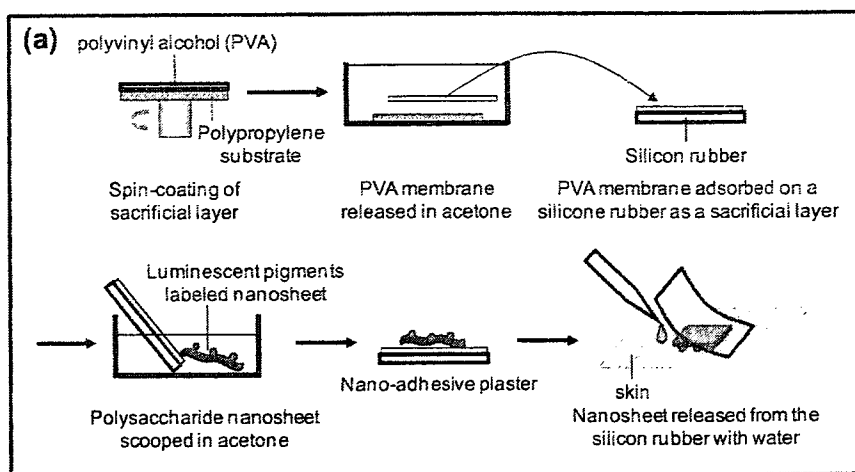 (a)
polyvinyl alcohol (PVA)
Polypropylene
substrate
Silicon rubber
Spin-coating of
sacrificial layer
PVA membrane
released in acetone
PVA membrane adsorbed on a
silicone rubber as a sacrificial layer
Luminescent pigments
labeled nanosheet
Nano-adhesive plaster
skin
Polysaccharide nanosheet
scooped in acetone
Nanosheet released from the
silicon rubber with water